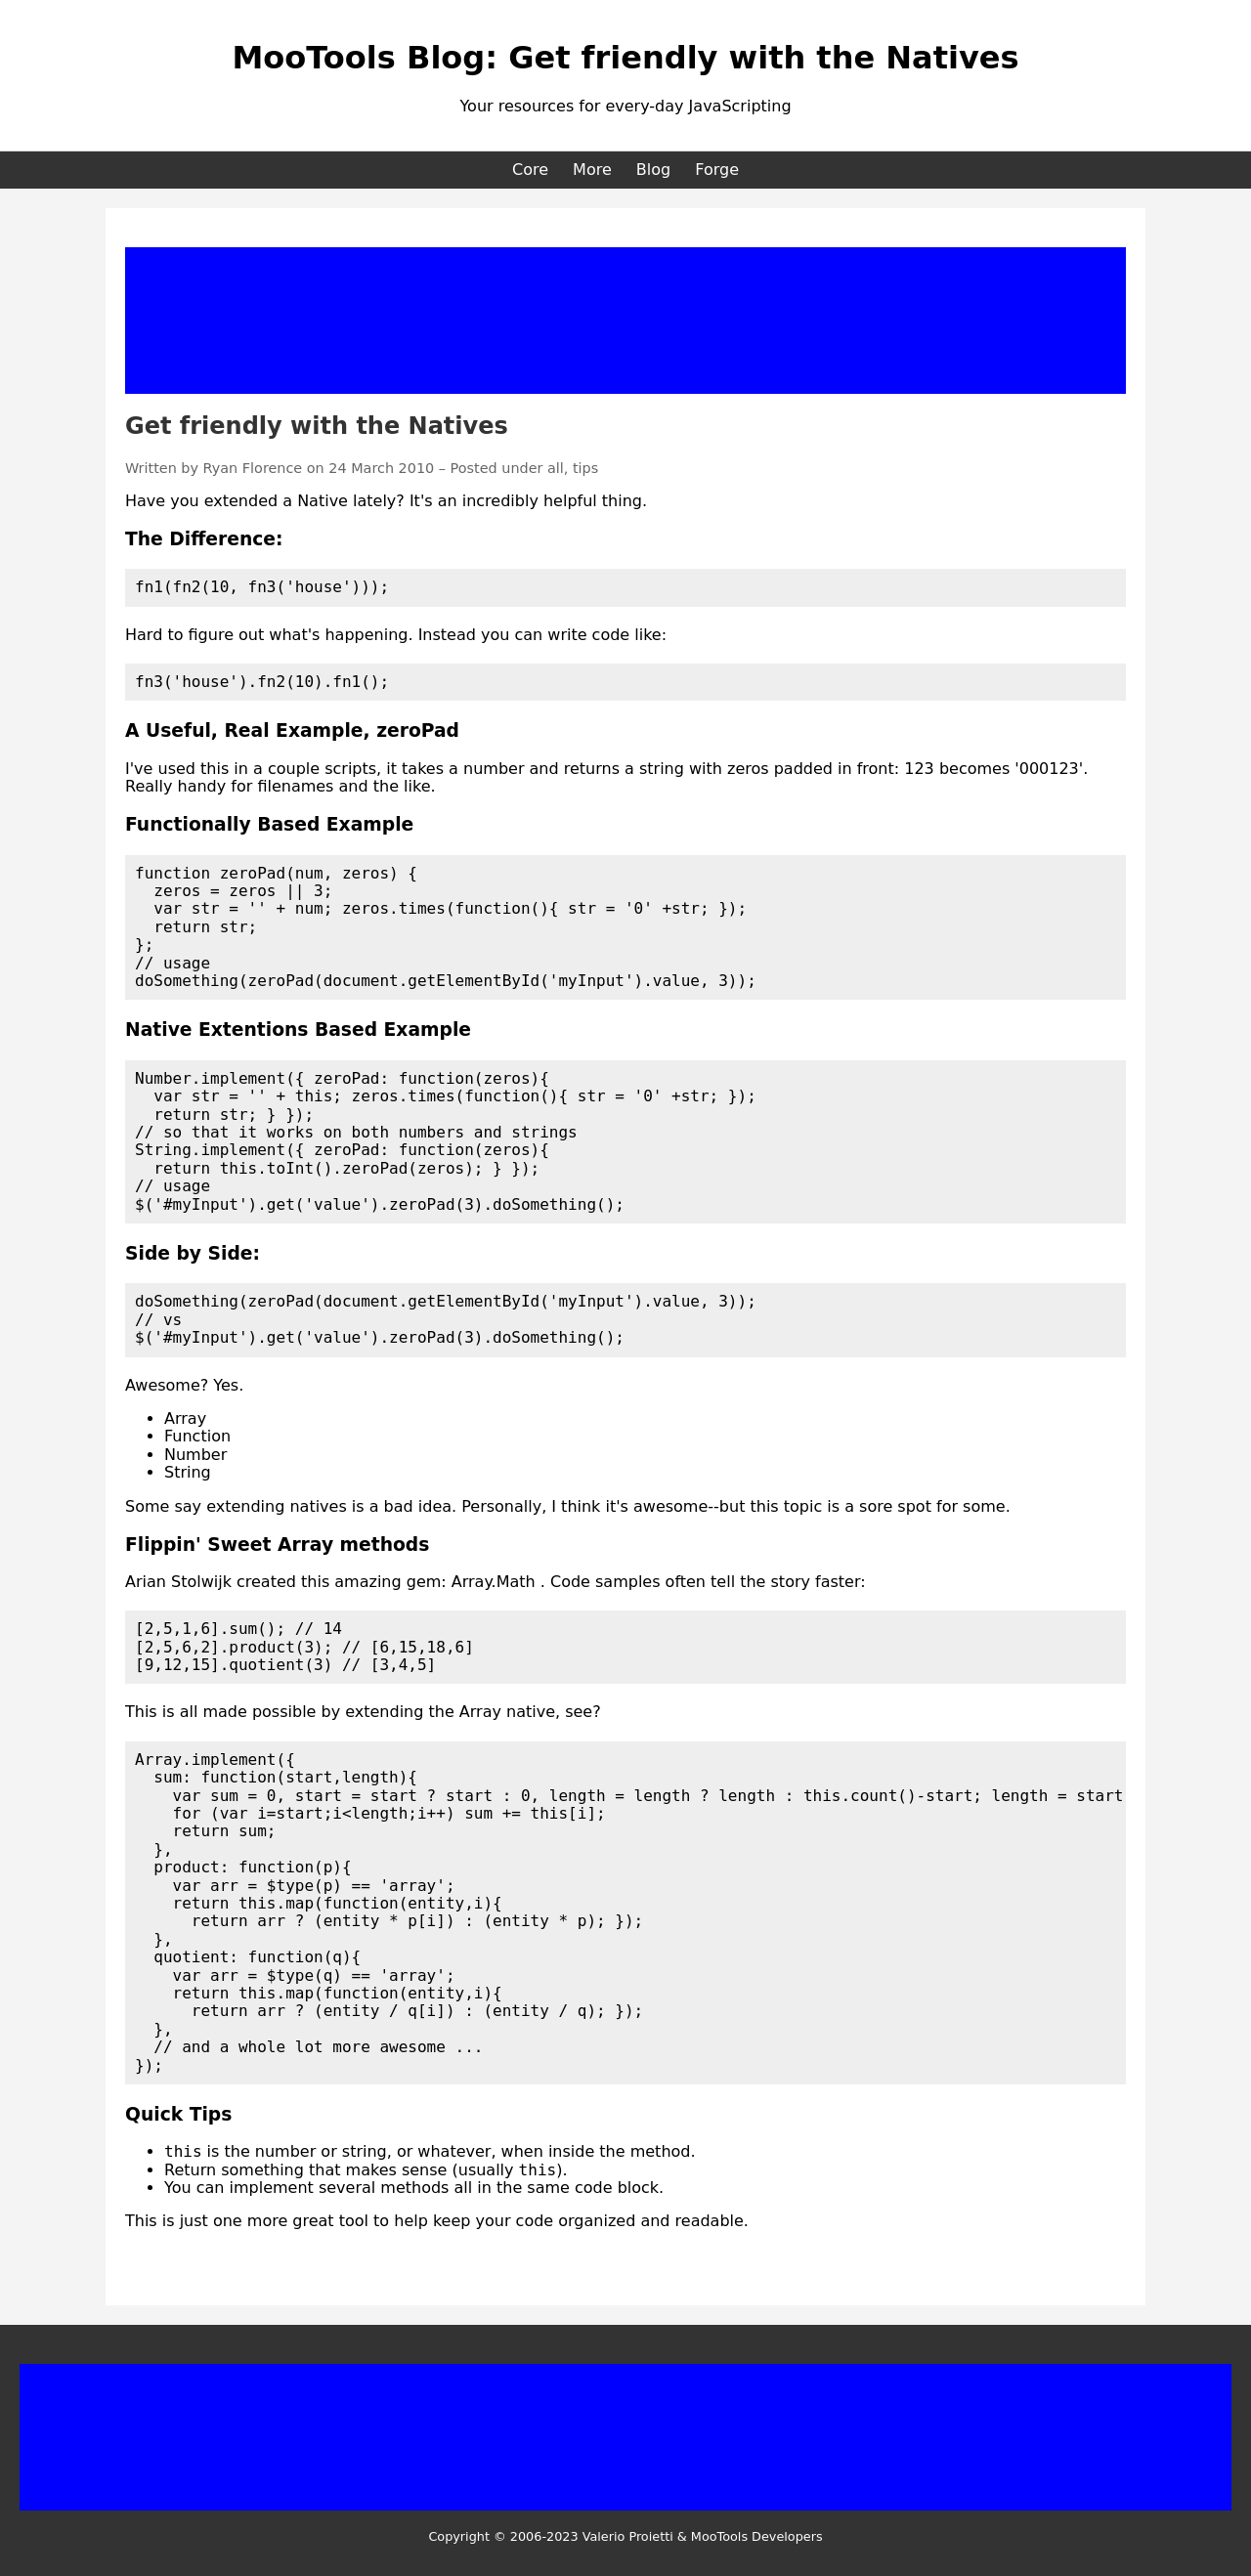 MooTools Blog: Get friendly with the Natives
Your resources for every-day JavaScripting
Core More Blog Forge
Get friendly with the Natives
Written by Ryan Florence on 24 March 2010 – Posted under all, tips
Have you extended a Native lately? It's an incredibly helpful thing.
The Difference:
fn1(fn2(10, fn3('house')));
Hard to figure out what's happening. Instead you can write code like:
fn3('house').fn2(10).fn1();
A Useful, Real Example, zeroPad
I've used this in a couple scripts, it takes a number and returns a string with zeros padded in front: 123 becomes '000123'.
Really handy for filenames and the like.
Functionally Based Example
function zeroPad(num, zeros) {
  zeros = zeros || 3;
  var str = '' + num; zeros.times(function(){ str = '0' +str; });
  return str;
};
// usage
doSomething(zeroPad(document.getElementById('myInput').value, 3));
Native Extentions Based Example
Number.implement({ zeroPad: function(zeros){
  var str = '' + this; zeros.times(function(){ str = '0' +str; });
  return str; } });
// so that it works on both numbers and strings
String.implement({ zeroPad: function(zeros){
  return this.toInt().zeroPad(zeros); } });
// usage
$('#myInput').get('value').zeroPad(3).doSomething();
Side by Side:
doSomething(zeroPad(document.getElementById('myInput').value, 3));
// vs
$('#myInput').get('value').zeroPad(3).doSomething();
Awesome? Yes.
• Array
• Function
• Number
• String
Some say extending natives is a bad idea. Personally, I think it's awesome--but this topic is a sore spot for some.
Flippin' Sweet Array methods
Arian Stolwijk created this amazing gem: Array.Math . Code samples often tell the story faster:
[2,5,1,6].sum(); // 14
[2,5,6,2].product(3); // [6,15,18,6]
[9,12,15].quotient(3) // [3,4,5]
This is all made possible by extending the Array native, see?
Array.implement({
  sum: function(start,length){
    var sum = 0, start = start ? start : 0, length = length ? length : this.count()-start; length = start
    for (var i=start;i<length;i++) sum += this[i];
    return sum;
  },
  product: function(p){
    var arr = $type(p) == 'array';
    return this.map(function(entity,i){
      return arr ? (entity * p[i]) : (entity * p); });
  },
  quotient: function(q){
    var arr = $type(q) == 'array';
    return this.map(function(entity,i){
      return arr ? (entity / q[i]) : (entity / q); });
  },
  // and a whole lot more awesome ...
});
Quick Tips
• this is the number or string, or whatever, when inside the method.
• Return something that makes sense (usually this).
• You can implement several methods all in the same code block.
This is just one more great tool to help keep your code organized and readable.
Copyright © 2006-2023 Valerio Proietti & MooTools Developers